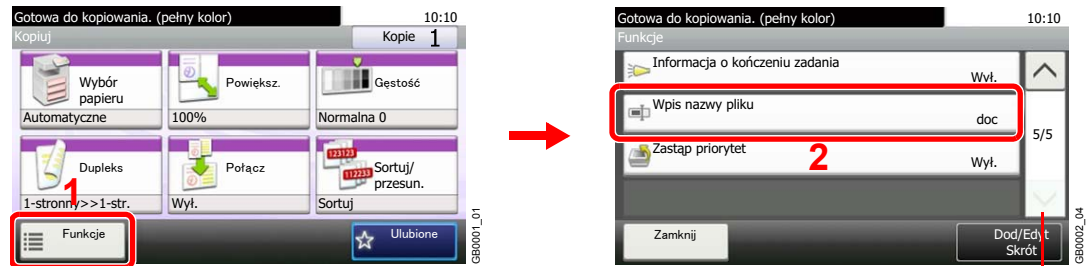 Gotowa do kopiowania. (pełny kolor) 10:10
Kopiuj Kopie 1
Wybór
papieru
Automatyczne
Powiększ.
100%
Gęstość
Normalna 0
Dupleks
1
1-stronny>>1-str.
Połącz
Wył.
123123
112233
Sortuj/
przesun.
Sortuj
Funkcje
Ulubione
GB0001_01
Gotowa do kopiowania. (pełny kolor) 10:10
Funkcje
Informacja o kończeniu zadania
Wył.
Wpis nazwy pliku
doc
5/5
Zastąp priorytet
2
Wył.
Zamknij
Dod/Edyt
Skrót
GB0002_04